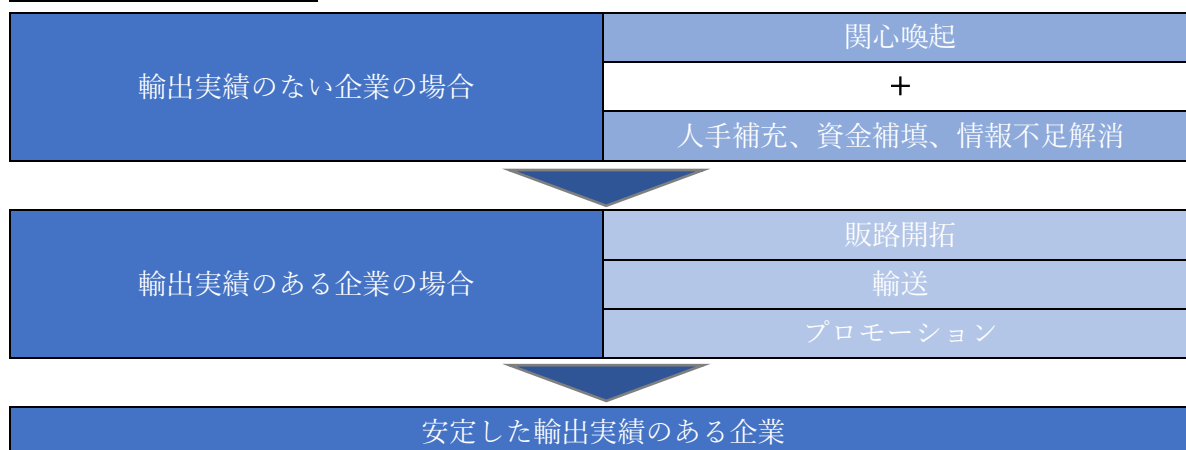 輸出実績のない企業の場合
関心喚起
＋
人手補充、資金補填、情報不足解消
輸出実績のある企業の場合
販路開拓
輸送
プロモーション
安定した輸出実績のある企業